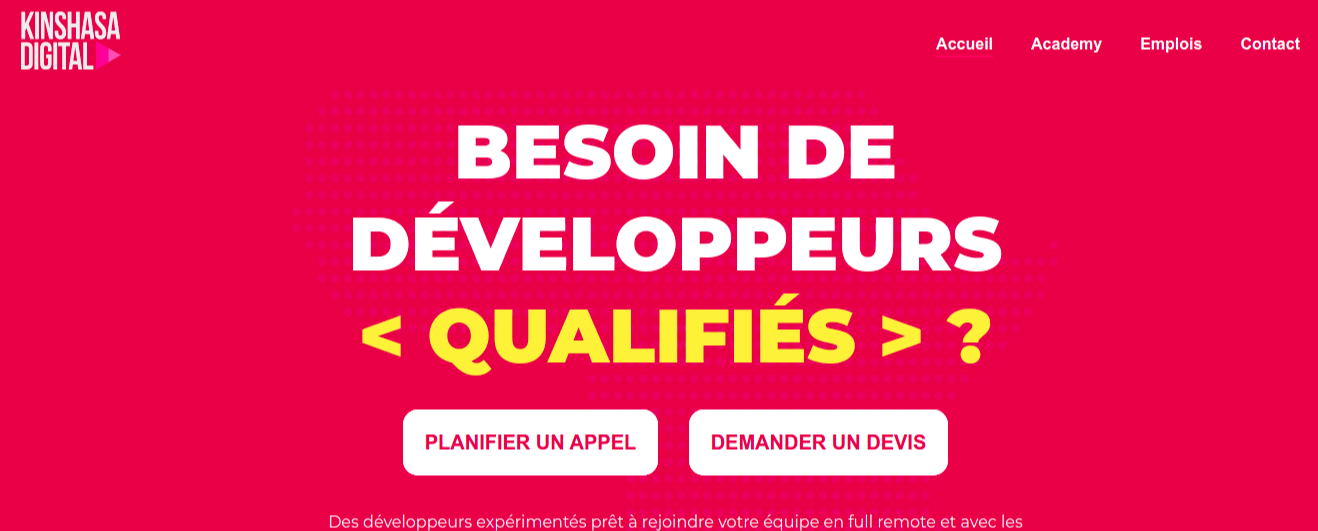 KINSHASA
DIGITAL
Accueil Academy Emplois Contact
BESOIN DE
DÉVELOPPEURS
< QUALIFIÉS > ?
PLANIFIER UN APPEL DEMANDER UN DEVIS
Des développeurs expérimentés prêt à rejoindre votre équipe en full remote et avec les